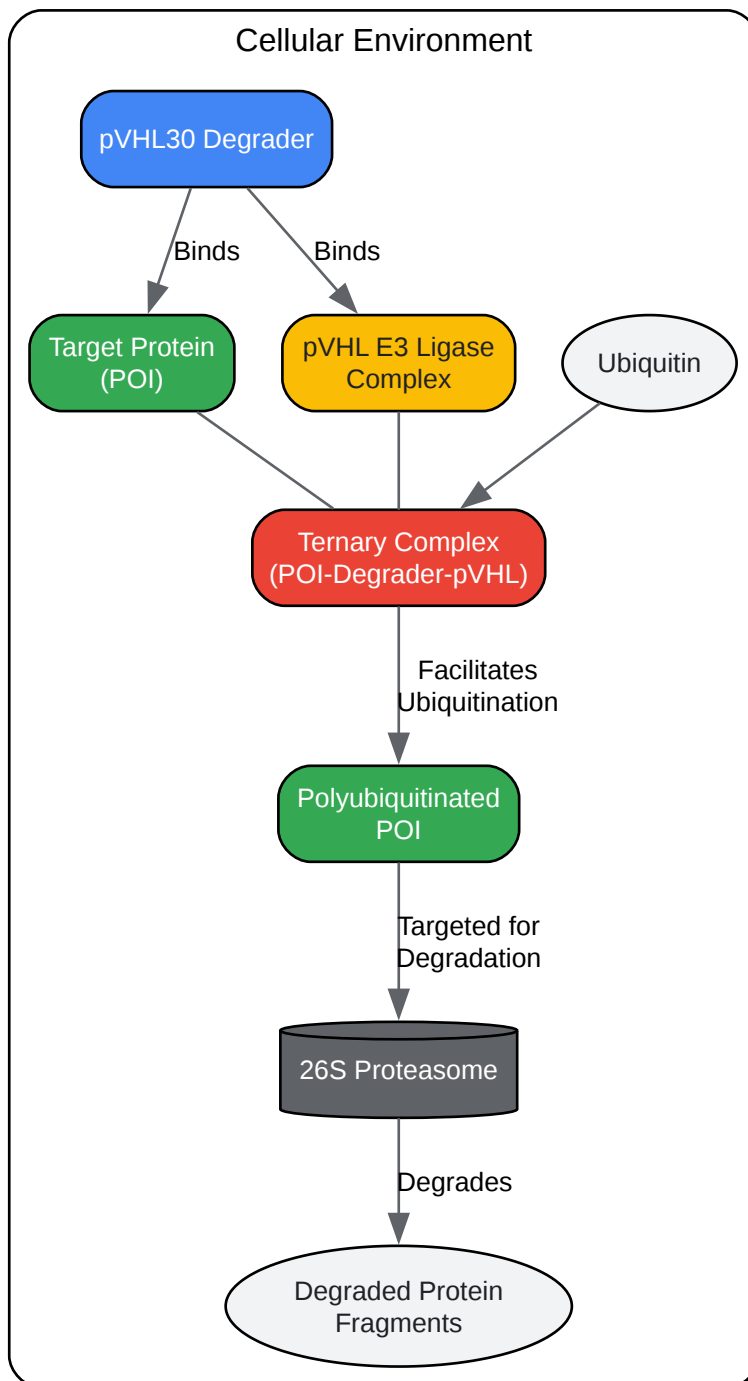 Cellular Environment
pVHL30 Degrader
Binds
Binds
Target Protein
(POI)
pVHL E3 Ligase
Complex
Ubiquitin
Ternary Complex
(POI-Degrader-pVHL)
Facilitates
Ubiquitination
Polyubiquitinated
POI
Targeted for
Degradation
26S Proteasome
Degrades
Degraded Protein
Fragments